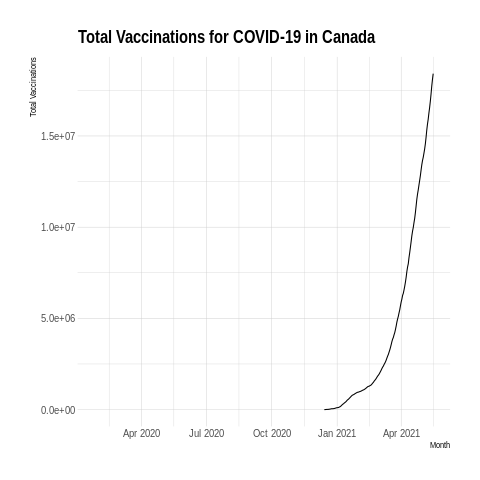 Total Vaccinations for COVID-19 in Canada
Total Vaccinations
1.5e+07
1.0e+07
5.0e+06
0.0e+00
Apr 2020 Jul 2020 Oct 2020 Jan 2021 Apr 2021
Month